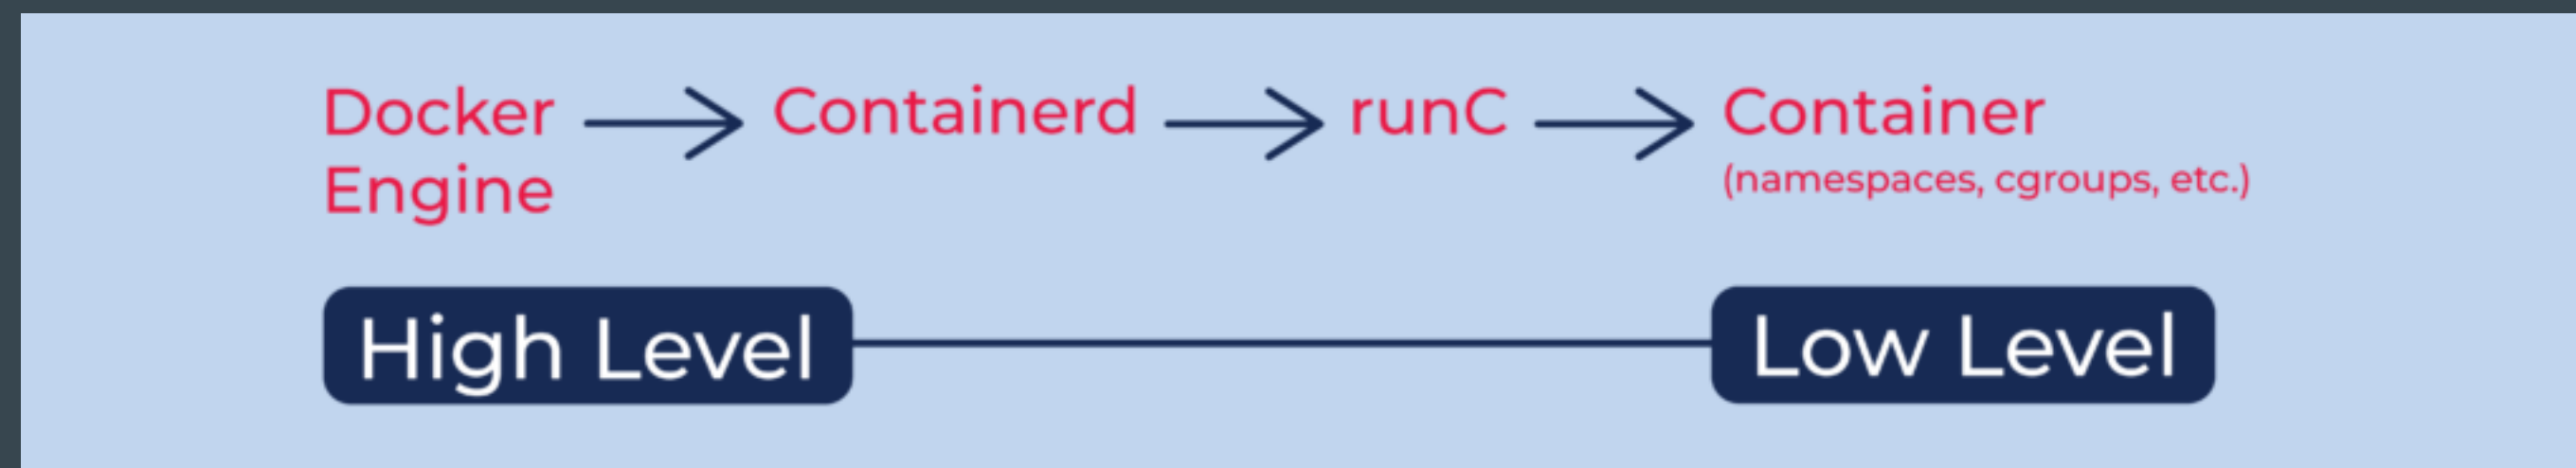 Docker Engine
Containerd
runC
Container
(namespaces, cgroups, etc.)
High Level
Low Level